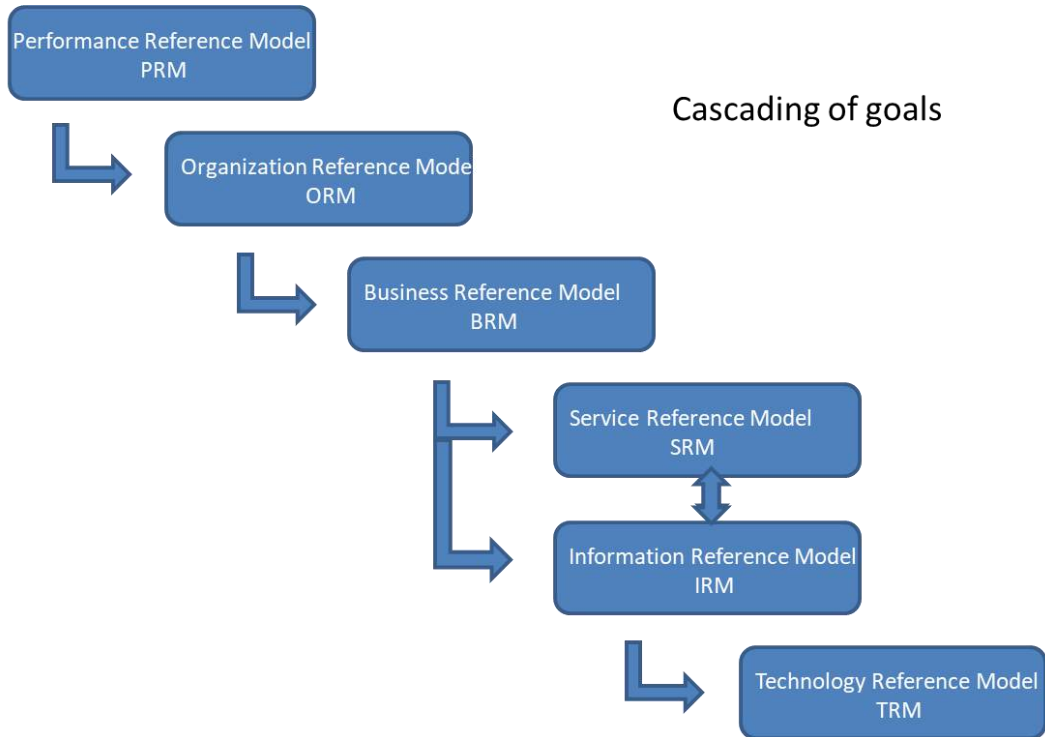 Performance Reference Model
PRM
Cascading of goals
Organization Reference Mode
ORM
Business Reference Model
BRM
Service Reference Model
SRM
Information Reference Model
IRM
Technology Reference Model
TRM